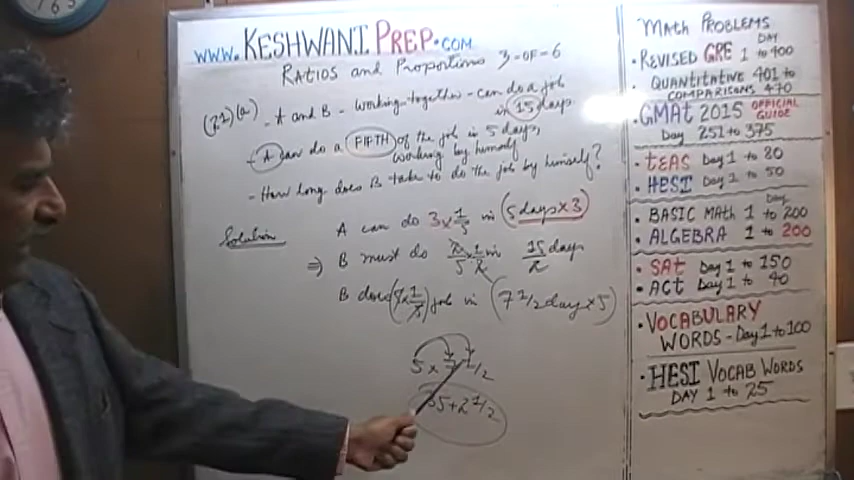 www.KESHWANIPREP.com
RATIOS and Proportions 3-OF-6
(21)(a) - A and B - working-together - can do a job
in 15 days
- A can do a FIFTH of the job in 5 days,
working by himself
- How long does B take to do the job by himself?
Solution
A can do 3 x 1/5 in (5 days x 3)
⇒ B must do 2/5 x 1/2 in 15/2 days
B does (5 x 1/5) job in (7 1/2 days x 5)
5 x 7 1/2
35 + 2 1/2
MATH PROBLEMS
DAY
• REVISED GRE 1 to 400
• QUANTITATIVE 401 to
COMPARISONS 470
• GMAT 2015 OFFICIAL
GUIDE
Day 251 to 375
• TEAS Day 1 to 80
• HESI Day 1 to 50
Day
• BASIC MATH 1 to 200
• ALGEBRA 1 to 200
• SAT Day 1 to 150
• ACT Day 1 to 40
• VOCABULARY
WORDS - Day 1 to 100
• HESI VOCAB WORDS
DAY 1 to 25